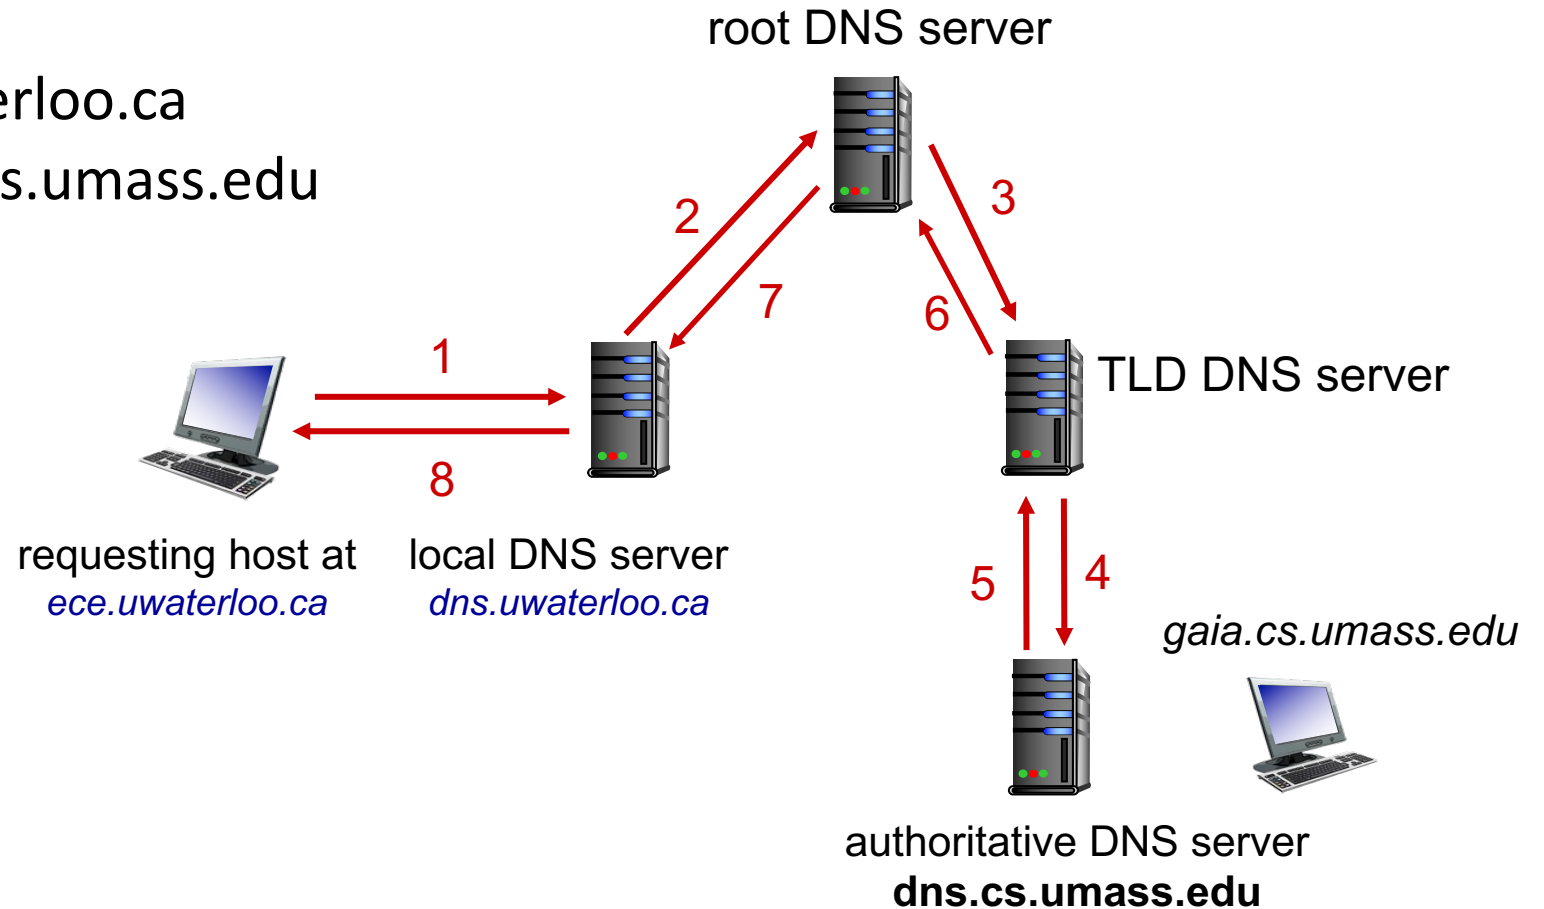 root DNS server
erloo.ca
s.umass.edu
2
3
7
6
1
TLD DNS server
8
requesting host at
ece.uwaterloo.ca
local DNS server
dns.uwaterloo.ca
5
4
gaia.cs.umass.edu
authoritative DNS server
dns.cs.umass.edu